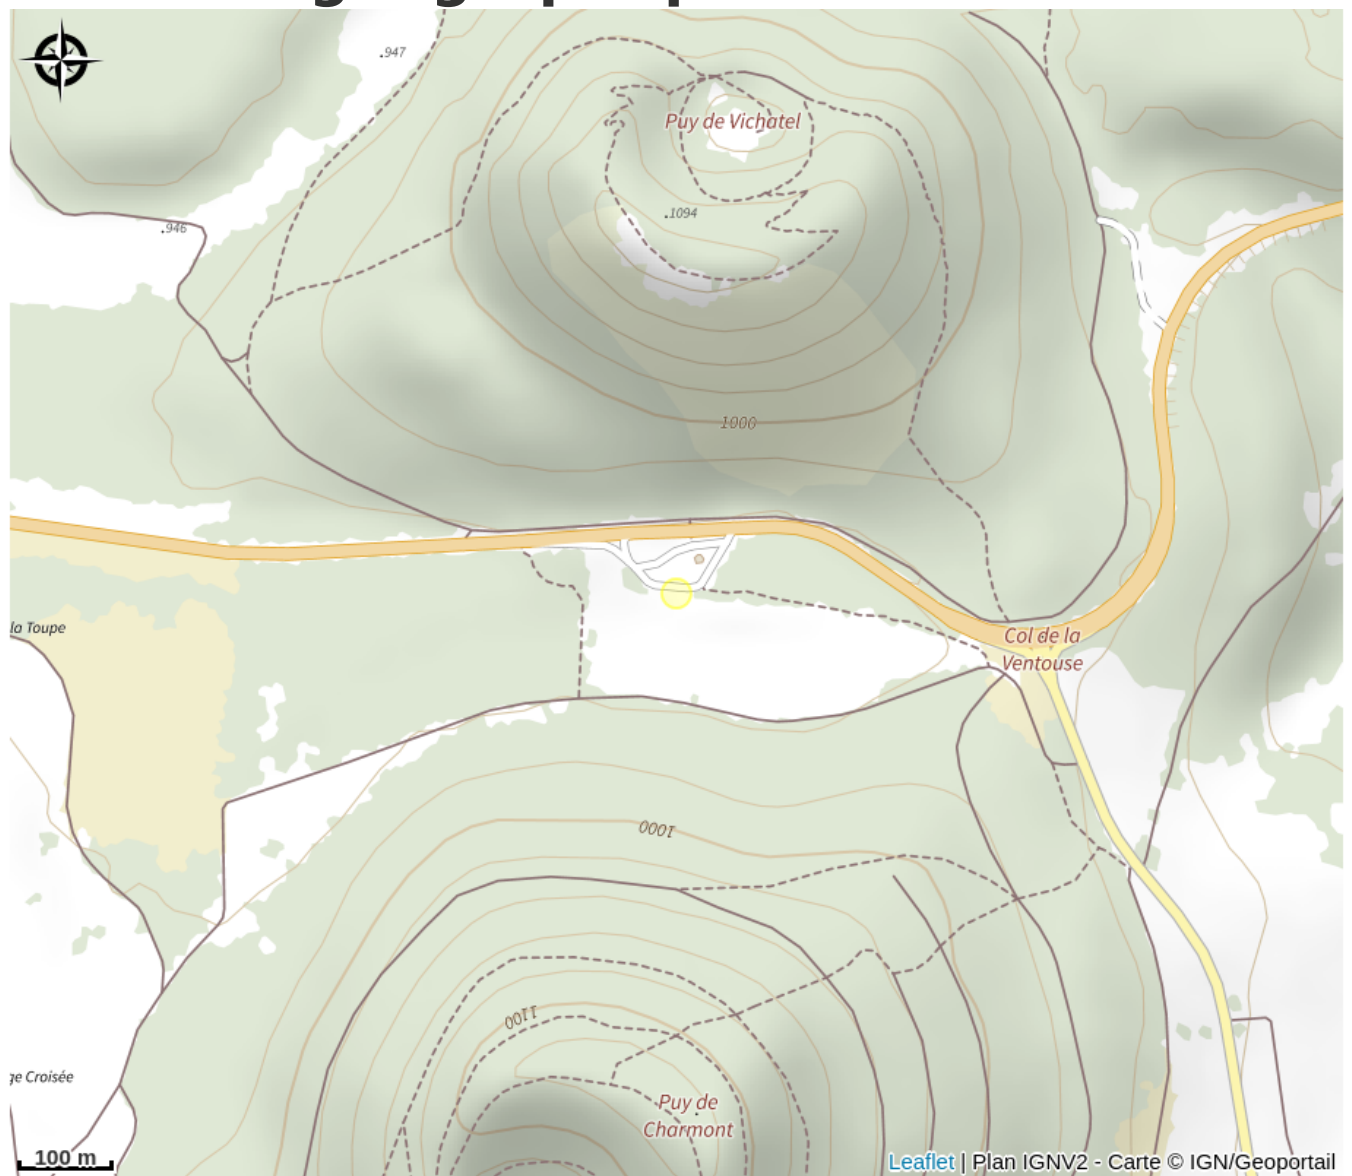 .947
Puy de Vichatel
.1094
.946
1000
la Toupe
Col de la
Ventouse
1000
1100
ge Croisée
Puy de
Charmont
100 m
Leaflet | Plan IGNV2 - Carte © IGN/Geoportail